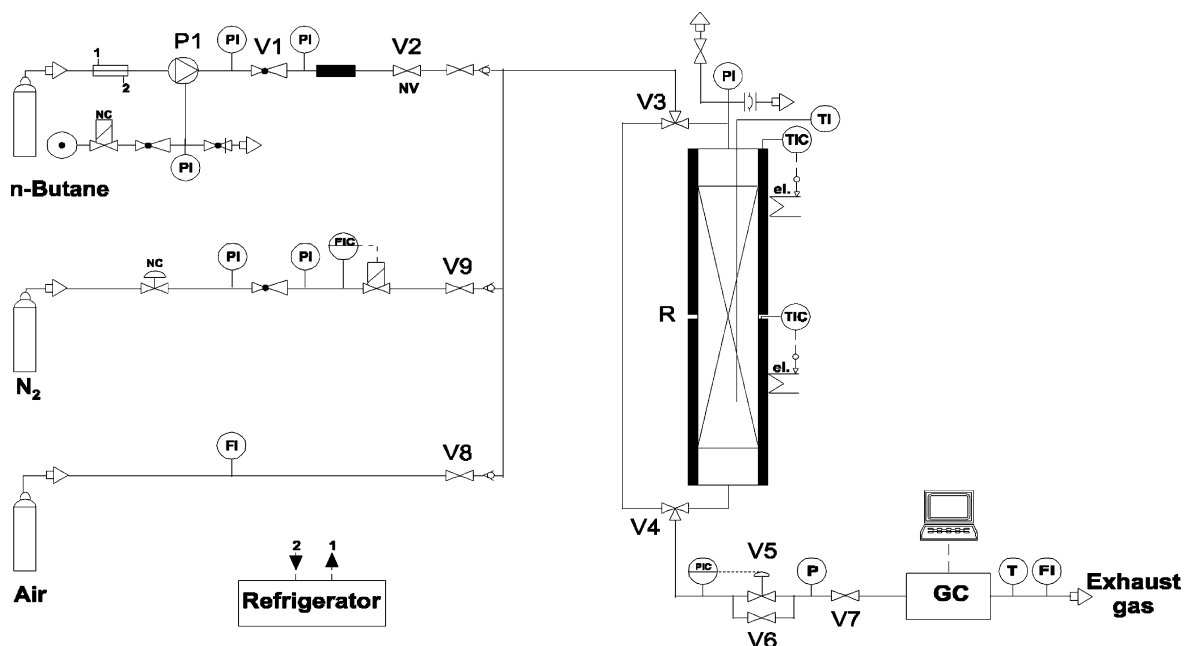 1
P1
PI
V1
PI
V2
2
NV
NC
PI
n-Butane
PI
V3
TI
TIC
el.
NC
PI
PI
FIC
V9
N2
R
TIC
el.
FI
V8
Air
2
1
Refrigerator
V4
PIC
V5
P
V6
V7
GC
T
FI
Exhaust
gas